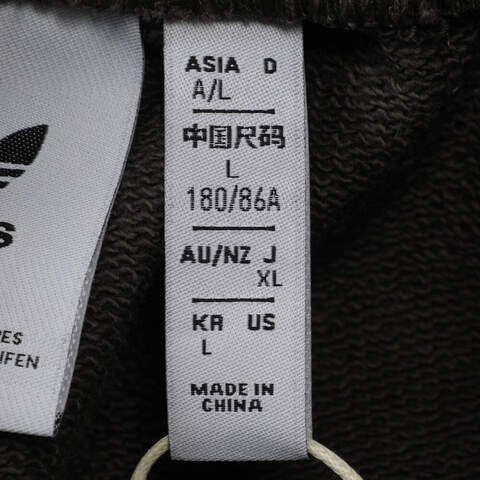 ASIA D
A/L
中国尺码
L
180/86A
AU/NZ J
XL
KR US
L
MADE IN
CHINA